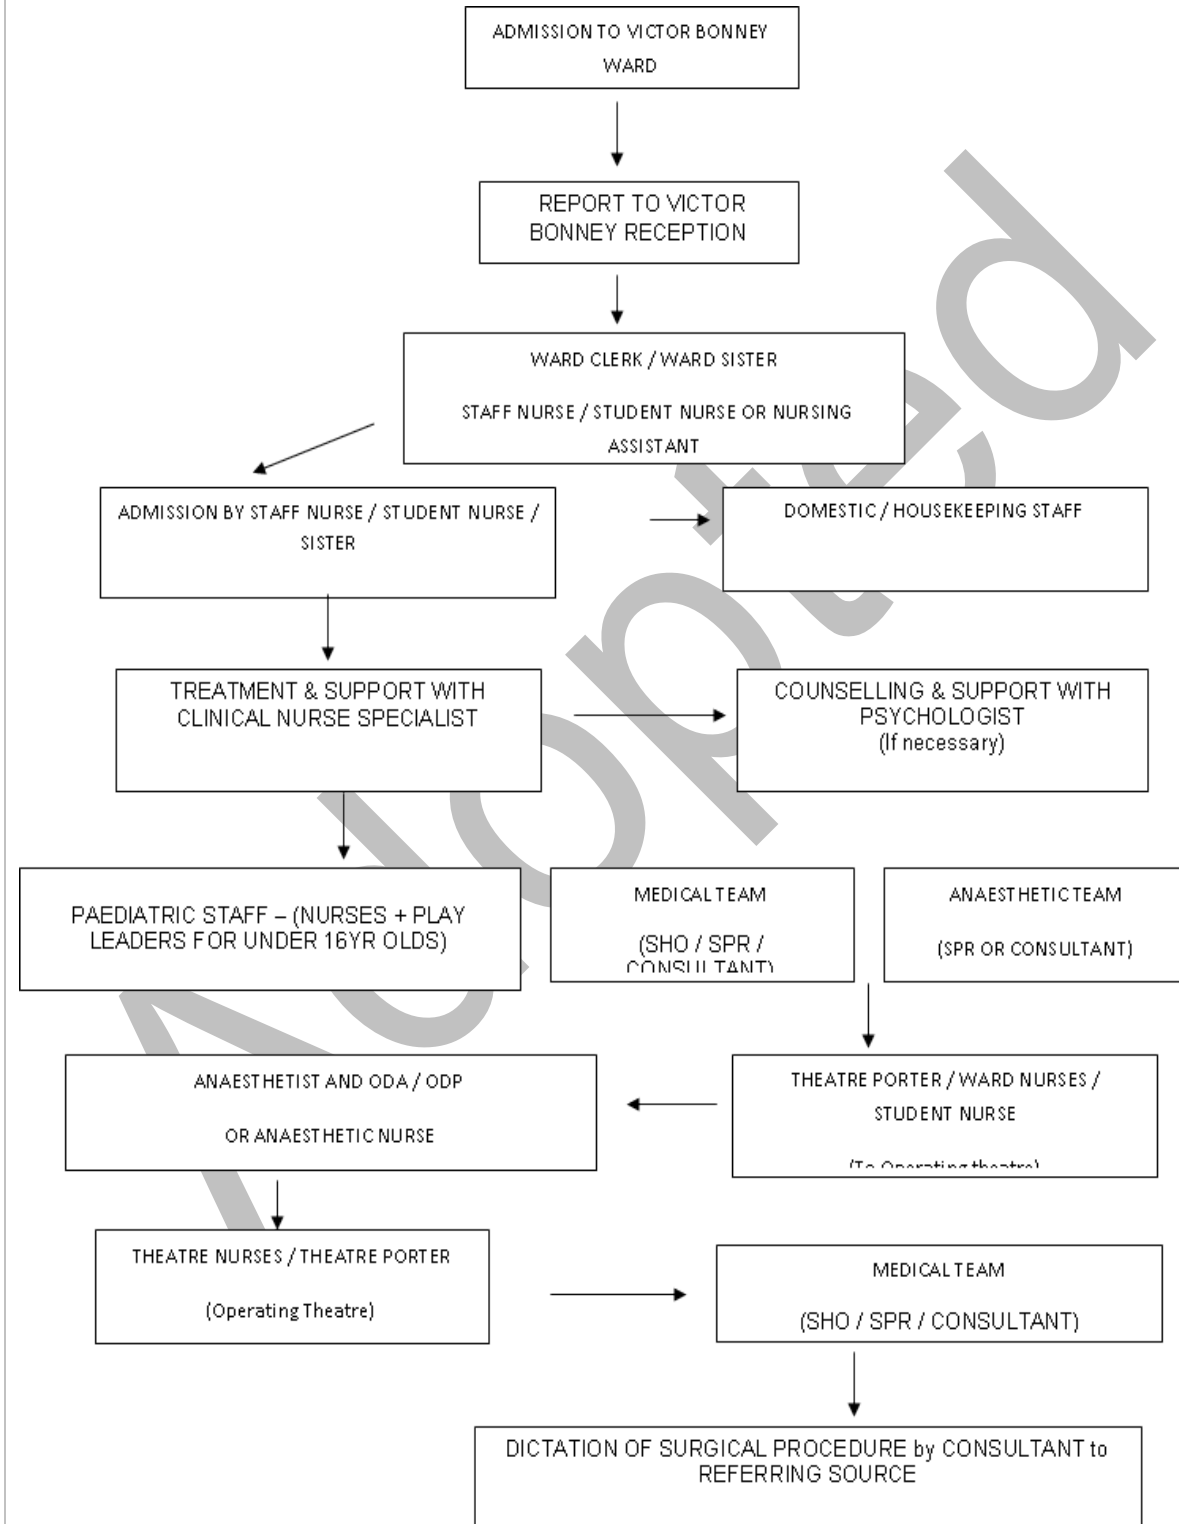 ADMISSION TO VICTOR BONNEY
WARD
REPORT TO VICTOR
BONNEY RECEPTION
WARD CLERK / WARD SISTER
STAFF NURSE / STUDENT NURSE OR NURSING
ASSISTANT
ADMISSION BY STAFF NURSE / STUDENT NURSE /
SISTER
DOMESTIC / HOUSEKEEPING STAFF
TREATMENT & SUPPORT WITH
CLINICAL NURSE SPECIALIST
COUNSELLING & SUPPORT WITH
PSYCHOLOGIST
(If necessary)
PAEDIATRIC STAFF – (NURSES + PLAY
LEADERS FOR UNDER 16YR OLDS)
MEDICAL TEAM
(SHO / SPR /
CONSULTANT)
ANAESTHETIC TEAM
(SPR OR CONSULTANT)
ANAESTHETIST AND ODA / ODP
OR ANAESTHETIC NURSE
THEATRE PORTER / WARD NURSES /
STUDENT NURSE
(To Operating theatre)
THEATRE NURSES / THEATRE PORTER
(Operating Theatre)
MEDICAL TEAM
(SHO / SPR / CONSULTANT)
DICTATION OF SURGICAL PROCEDURE by CONSULTANT to
REFERRING SOURCE
Adopted